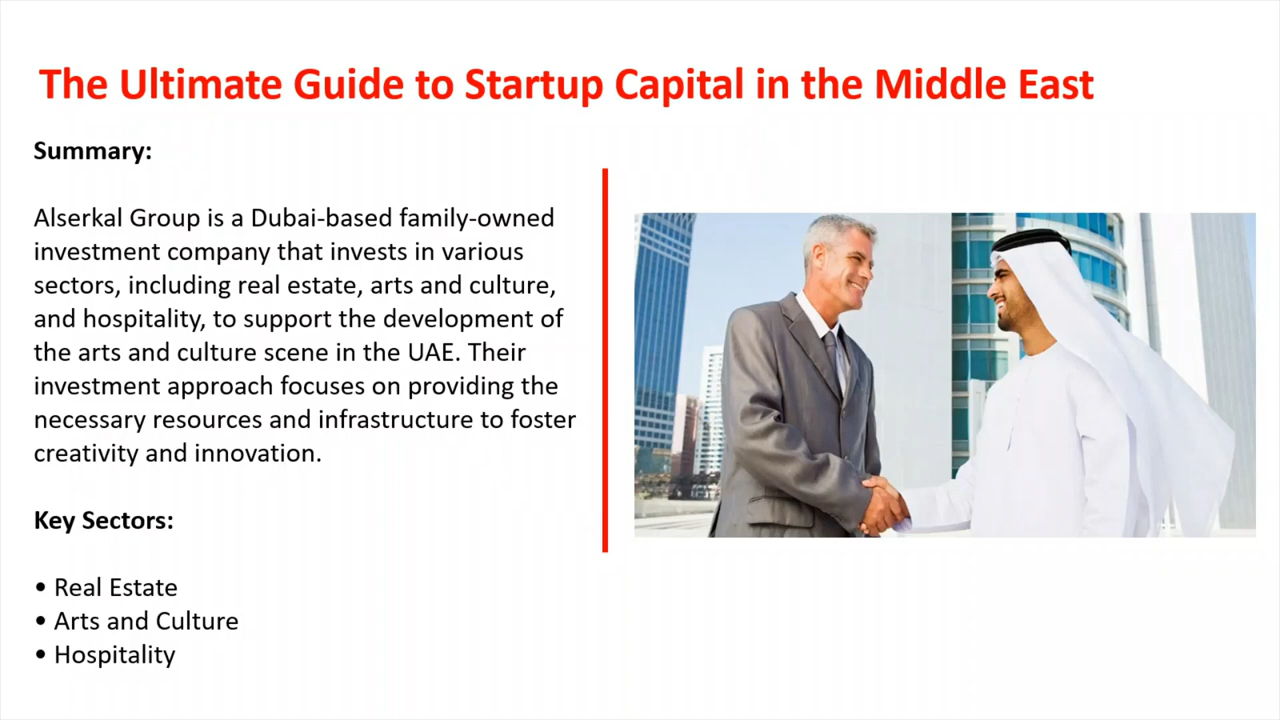 The Ultimate Guide to Startup Capital in the Middle East
Summary:
Alserkal Group is a Dubai-based family-owned
investment company that invests in various
sectors, including real estate, arts and culture,
and hospitality, to support the development of
the arts and culture scene in the UAE. Their
investment approach focuses on providing the
necessary resources and infrastructure to foster
creativity and innovation.
Key Sectors:
• Real Estate
• Arts and Culture
• Hospitality